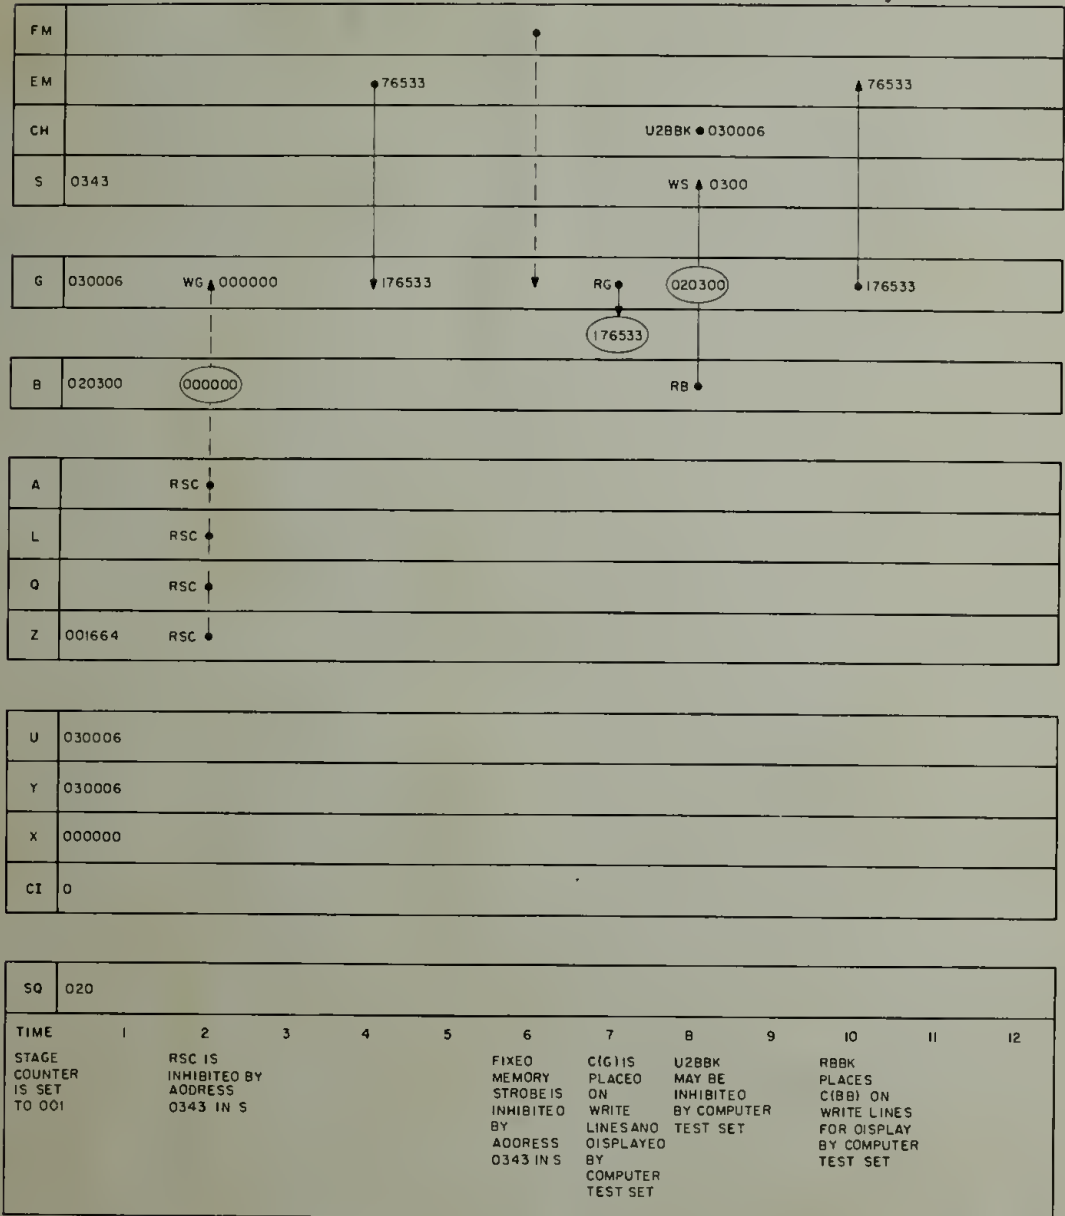 FM
EM 76533 76533
CH U2BBK 030006
S 0343 WS 0300
G 030006 WG 000000 176533 RG 020300 176533
176533
B 020300 000000 RB
A RSC
L RSC
Q RSC
Z 001664 RSC
U 030006
Y 030006
X 000000
CI 0
SQ 020
TIME 1 2 3 4 5 6 7 8 9 10 11 12
STAGE
COUNTER
IS SET
TO 001
RSC IS
INHIBITED BY
ADDRESS
0343 IN S
FIXED
MEMORY
STROBE IS
INHIBITED
BY
ADDRESS
0343 IN S
C(G) IS
PLACED
ON
WRITE
LINES AND
DISPLAYED
BY
COMPUTER
TEST SET
U2BBK
MAY BE
INHIBITED
BY COMPUTER
TEST SET
RBBK
PLACES
C(BB) ON
WRITE LINES
FOR DISPLAY
BY COMPUTER
TEST SET